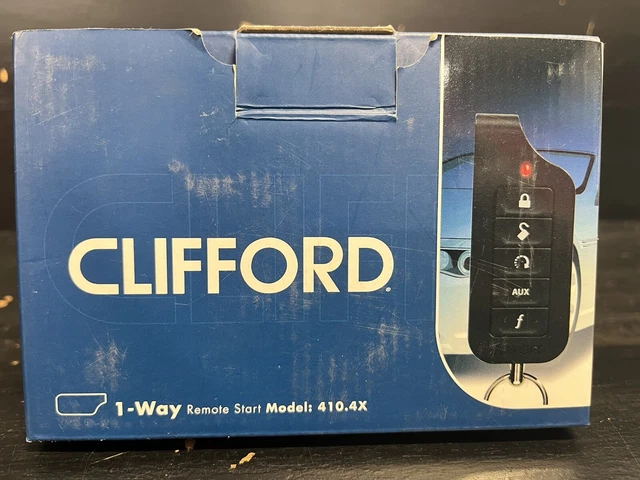 CLIFFORD
AUX
f
1-Way Remote Start Model: 410.4X